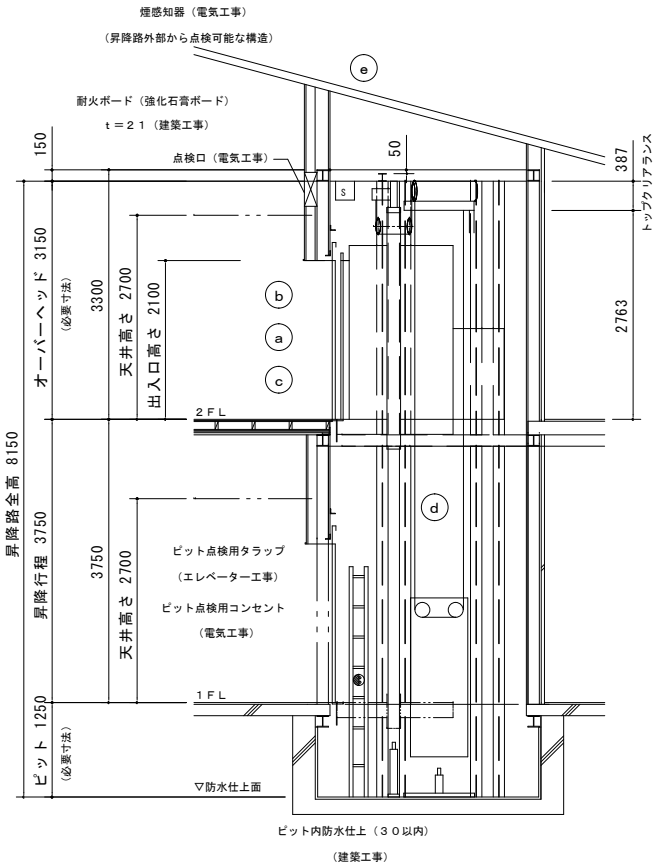 煙感知器（電気工事）
（昇降路外部から点検可能な構造）
e
耐火ボード（強化石膏ボード）
ｔ＝２１（建築工事）
点検口（電気工事）
150
50
387
トップクリアランス
S
オーバーヘッド 3150
（必要寸法）
3300
天井高さ 2700
出入口高さ 2100
b
a
c
2763
２ＦＬ
昇降路全高 8150
昇降行程 3750
3750
天井高さ 2700
d
ピット点検用タラップ
（エレベーター工事）
ピット点検用コンセント
（電気工事）
１ＦＬ
ピット 1250
（必要寸法）
▽防水仕上面
ピット内防水仕上（３０以内）
（建築工事）